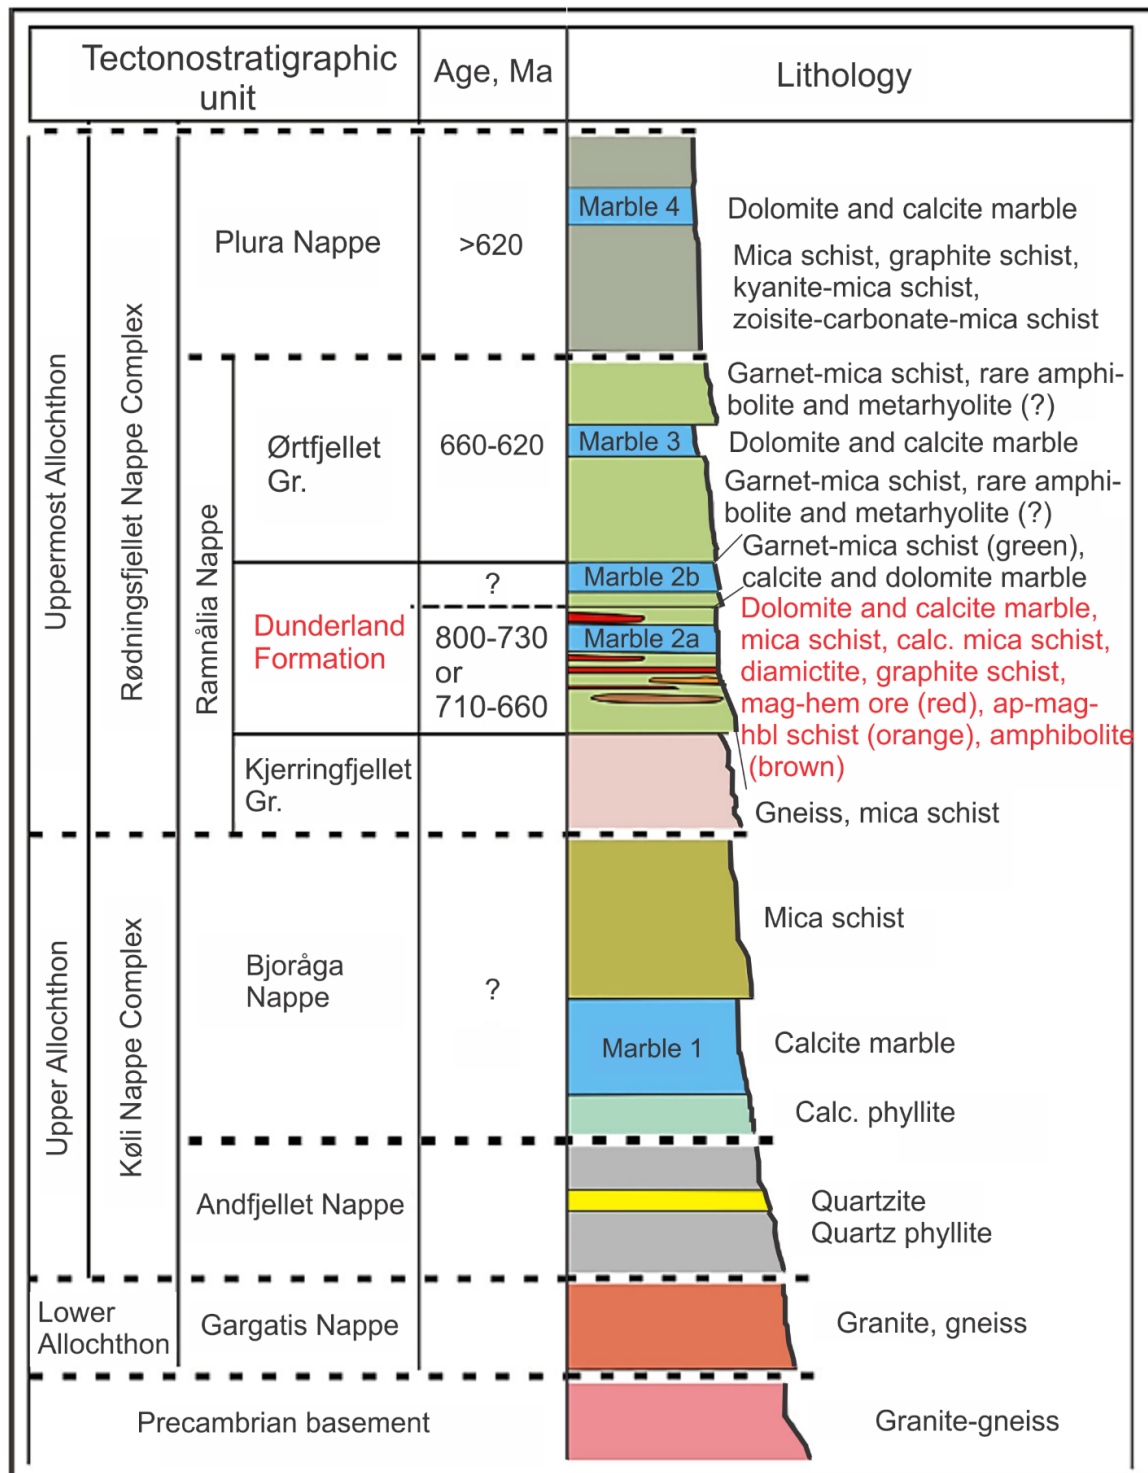 Tectonostratigraphic
unit
Age, Ma
Lithology
Uppermost Allochthon
Rødningsfjellet Nappe Complex
Plura Nappe
>620
Marble 4
Dolomite and calcite marble
Mica schist, graphite schist,
kyanite-mica schist,
zoisite-carbonate-mica schist
Ramnålia Nappe
Ørtfjellet
Gr.
660-620
Garnet-mica schist, rare amphi-
bolite and metarhyolite (?)
Marble 3
Dolomite and calcite marble
Garnet-mica schist, rare amphi-
bolite and metarhyolite (?)
Dunderland
Formation
?
Marble 2b
Garnet-mica schist (green),
calcite and dolomite marble
800-730
or
710-660
Marble 2a
Dolomite and calcite marble,
mica schist, calc. mica schist,
diamictite, graphite schist,
mag-hem ore (red), ap-mag-
hbl schist (orange), amphibolite
(brown)
Kjerringfjellet
Gr.
Gneiss, mica schist
Upper Allochthon
Køli Nappe Complex
Bjoråga
Nappe
?
Mica schist
Marble 1
Calcite marble
Calc. phyllite
Andfjellet Nappe
Quartzite
Quartz phyllite
Lower
Allochthon
Gargatis Nappe
Granite, gneiss
Precambrian basement
Granite-gneiss